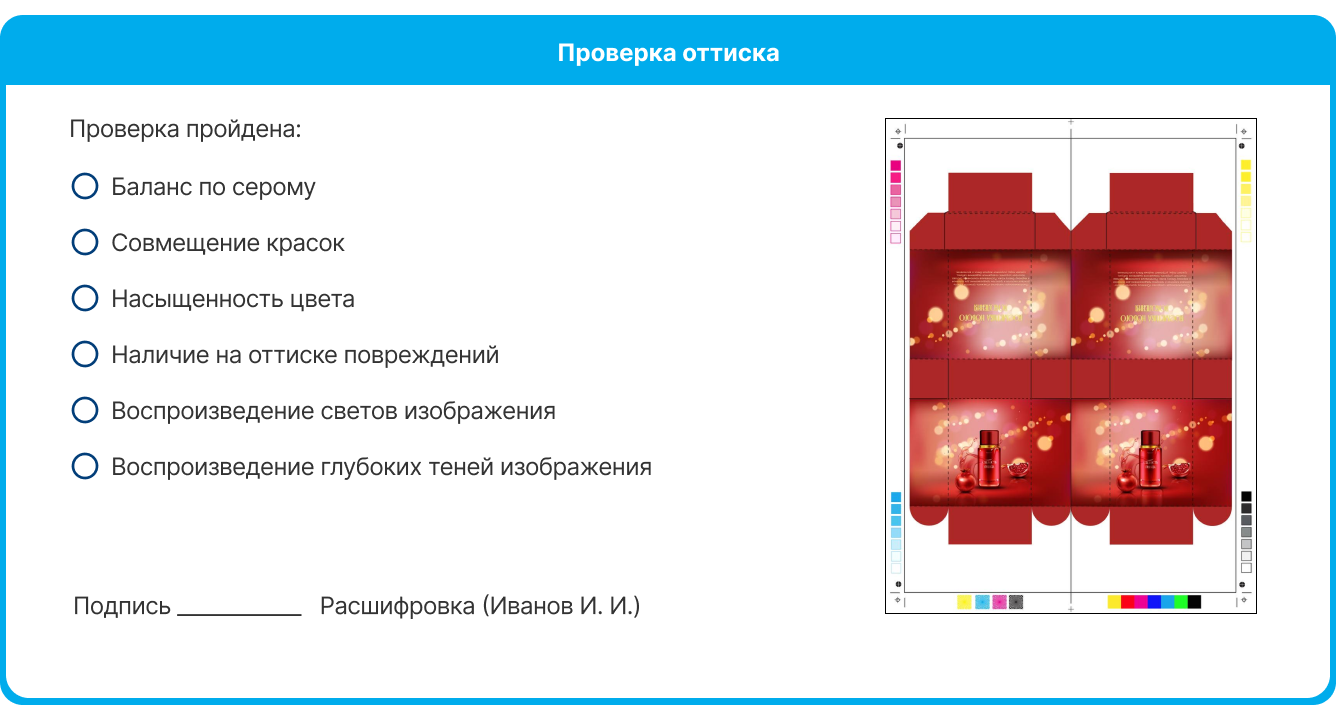 Проверка оттиска
Проверка пройдена:
Баланс по серому
Совмещение красок
Насыщенность цвета
Наличие на оттиске повреждений
Воспроизведение светов изображения
Воспроизведение глубоких теней изображения
Подпись __________ Расшифровка (Иванов И. И.)